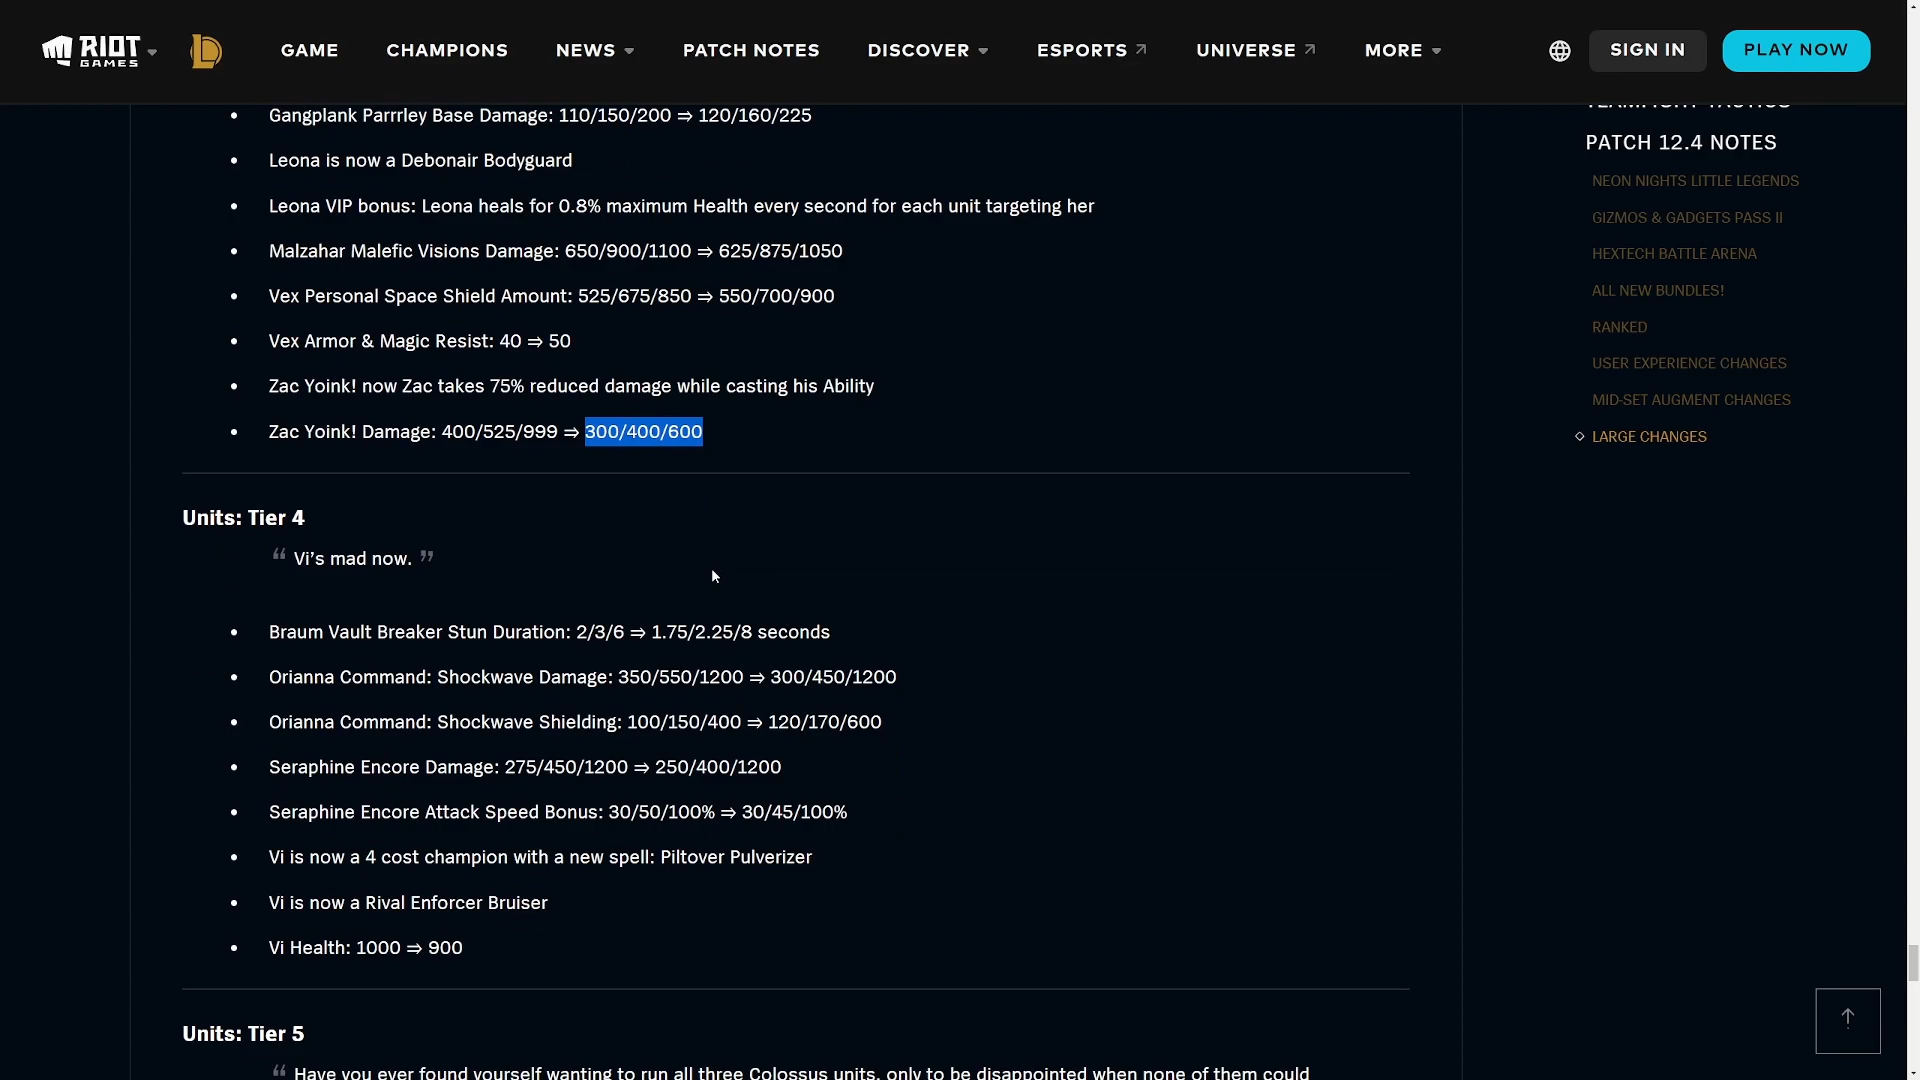 RIOT GAMES
GAME
CHAMPIONS
NEWS
PATCH NOTES
DISCOVER
ESPORTS
UNIVERSE
MORE
SIGN IN
PLAY NOW
Gangplank Parrrley Base Damage: 110/150/200 ⇒ 120/160/225
Leona is now a Debonair Bodyguard
Leona VIP bonus: Leona heals for 0.8% maximum Health every second for each unit targeting her
Malzahar Malefic Visions Damage: 650/900/1100 ⇒ 625/875/1050
Vex Personal Space Shield Amount: 525/675/850 ⇒ 550/700/900
Vex Armor & Magic Resist: 40 ⇒ 50
Zac Yoink! now Zac takes 75% reduced damage while casting his Ability
Zac Yoink! Damage: 400/525/999 ⇒ 300/400/600
Units: Tier 4
“ Vi’s mad now. ”
Braum Vault Breaker Stun Duration: 2/3/6 ⇒ 1.75/2.25/8 seconds
Orianna Command: Shockwave Damage: 350/550/1200 ⇒ 300/450/1200
Orianna Command: Shockwave Shielding: 100/150/400 ⇒ 120/170/600
Seraphine Encore Damage: 275/450/1200 ⇒ 250/400/1200
Seraphine Encore Attack Speed Bonus: 30/50/100% ⇒ 30/45/100%
Vi is now a 4 cost champion with a new spell: Piltover Pulverizer
Vi is now a Rival Enforcer Bruiser
Vi Health: 1000 ⇒ 900
Units: Tier 5
“ Have you ever found yourself wanting to run all three Colossus units, only to be disappointed when none of them could
TEAMFIGHT TACTICS
PATCH 12.4 NOTES
NEON NIGHTS LITTLE LEGENDS
GIZMOS & GADGETS PASS II
HEXTECH BATTLE ARENA
ALL NEW BUNDLES!
RANKED
USER EXPERIENCE CHANGES
MID-SET AUGMENT CHANGES
LARGE CHANGES